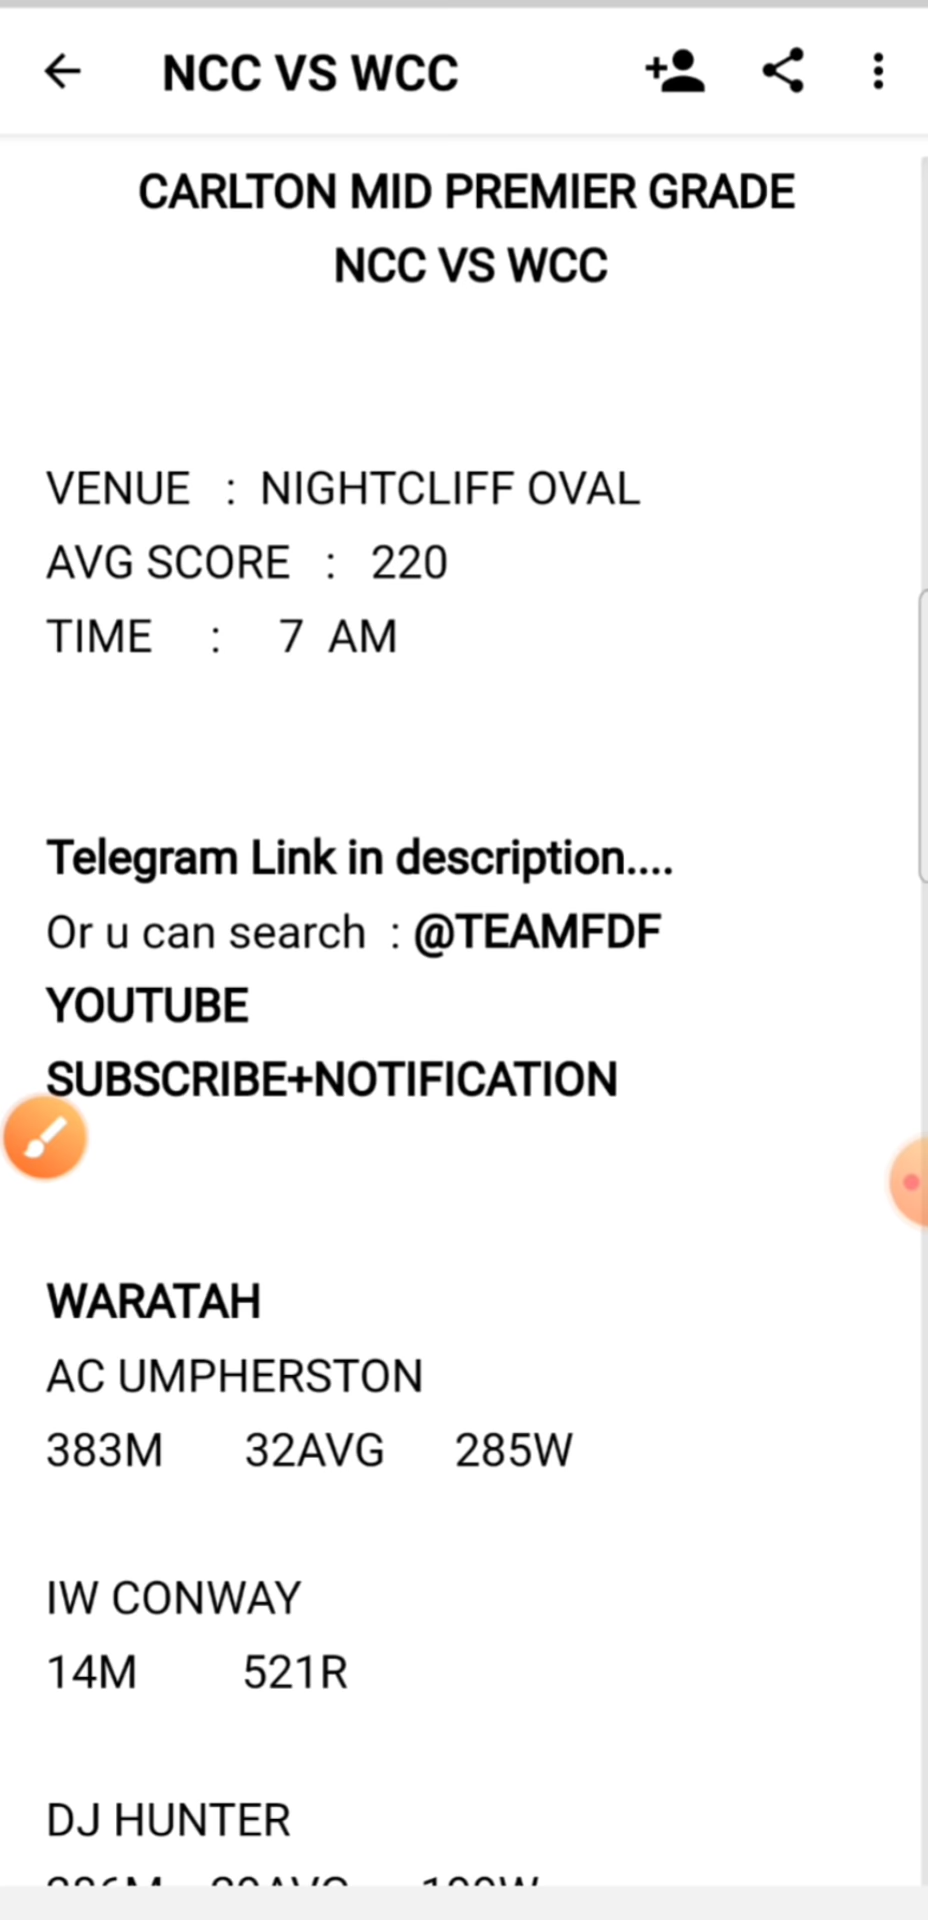 NCC VS WCC
CARLTON MID PREMIER GRADE
NCC VS WCC
VENUE : NIGHTCLIFF OVAL
AVG SCORE : 220
TIME : 7 AM
Telegram Link in description....
Or u can search : @TEAMFDF
YOUTUBE
SUBSCRIBE+NOTIFICATION
WARATAH
AC UMPHERSTON
383M 32AVG 285W
IW CONWAY
14M 521R
DJ HUNTER